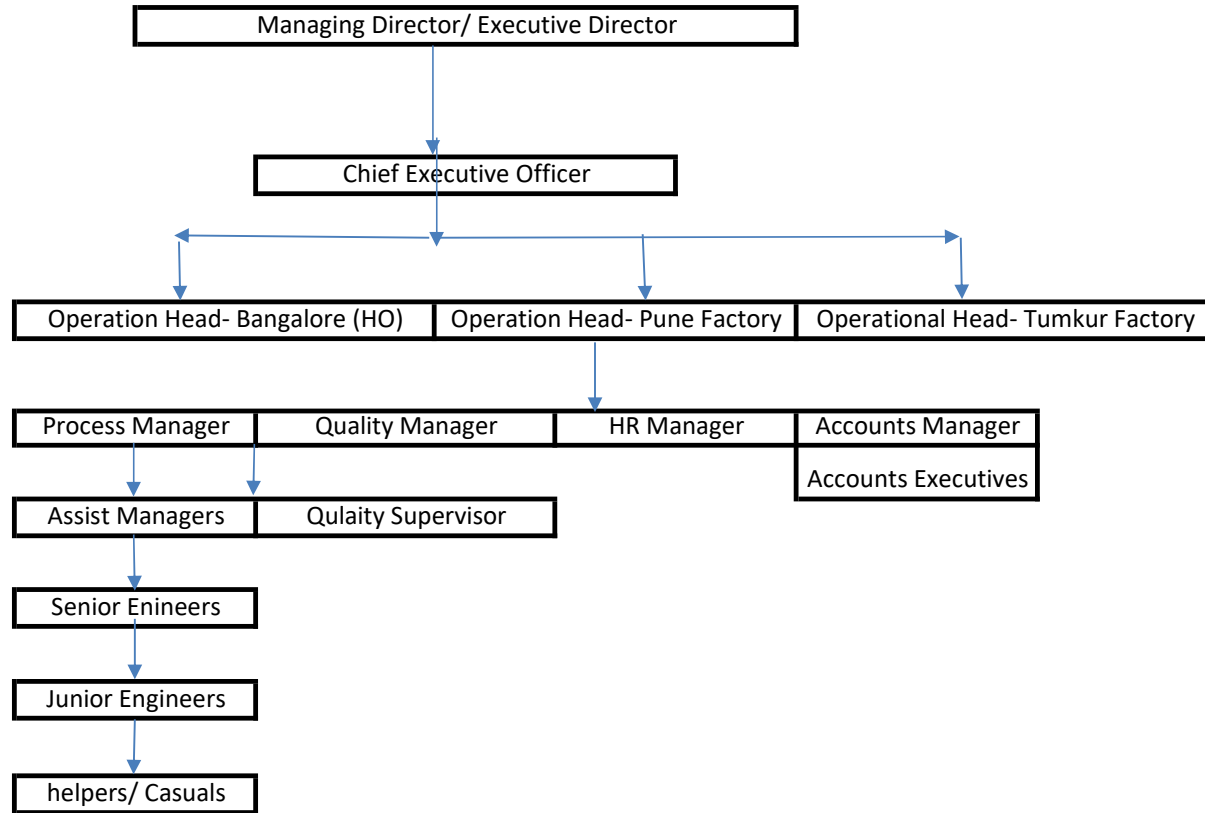 Managing Director/ Executive Director
Chief Executive Officer
Operation Head- Bangalore (HO)
Operation Head- Pune Factory
Operational Head- Tumkur Factory
Process Manager
Quality Manager
HR Manager
Accounts Manager
Accounts Executives
Assist Managers
Qulaity Supervisor
Senior Enineers
Junior Engineers
helpers/ Casuals